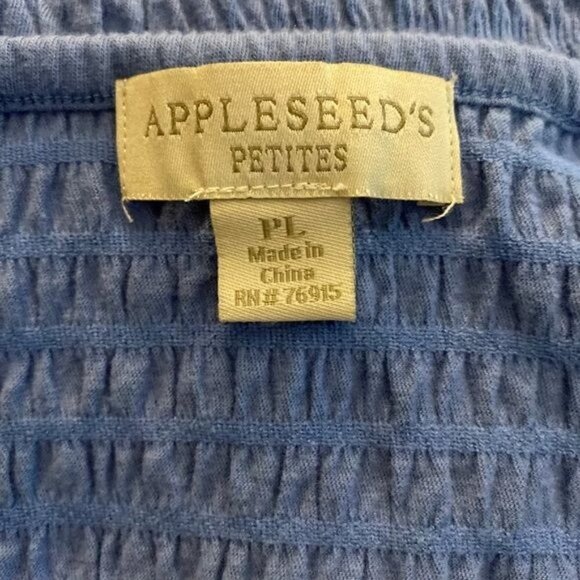 APPLESEED'S
PETITES
PL
Made in
China
RN# 76915